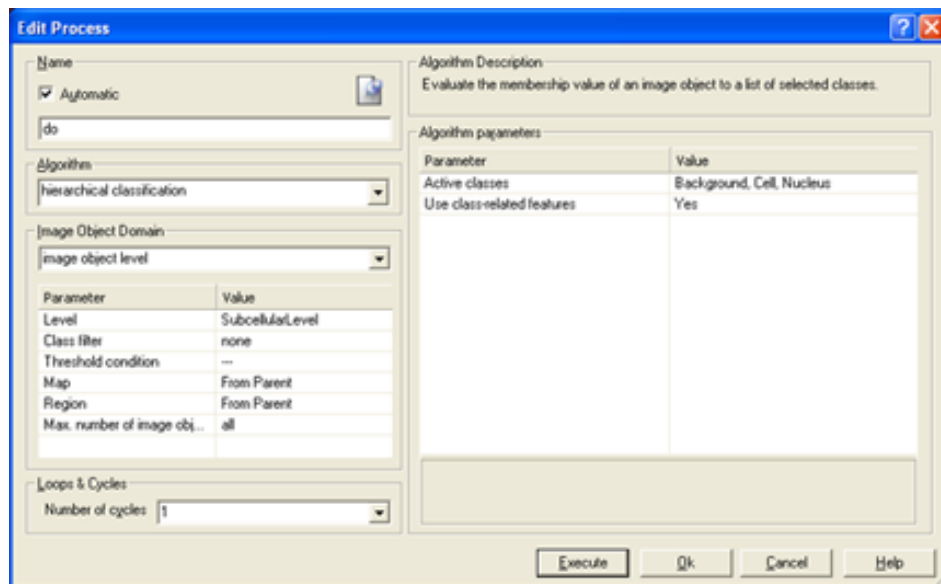 Edit Process
Name
Automatic
do
Algorithm
hierarchical classification
Image Object Domain
image object level
Parameter Value
Level SubcellularLevel
Class filter none
Threshold condition ---
Map From Parent
Region From Parent
Max. number of image obj... all
Loops & Cycles
Number of cycles 1
Algorithm Description
Evaluate the membership value of an image object to a list of selected classes.
Algorithm parameters
Parameter Value
Active classes Background, Cell, Nucleus
Use class-related features Yes
Execute Ok Cancel Help